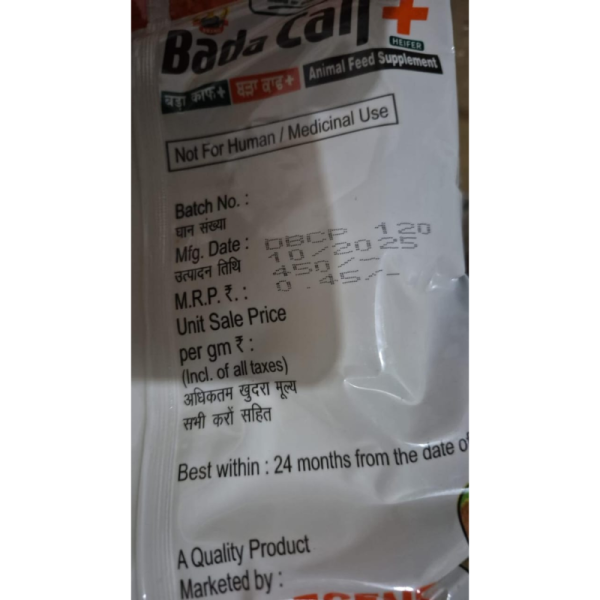 Bada Calf+
HEIFER
बड़ा काफ+ ਬੜਾ ਕਾਫ+ Animal Feed Supplement
Not For Human / Medicinal Use
Batch No. :
घान संख्या
DBCP 120
Mfg. Date : 10/2025
उत्पादन तिथि
450/-
M.R.P. ₹. : 0.45/-
Unit Sale Price
per gm ₹ :
(Incl. of all taxes)
अधिकतम खुदरा मूल्य
सभी करों सहित
Best within : 24 months from the date of
A Quality Product
Marketed by :